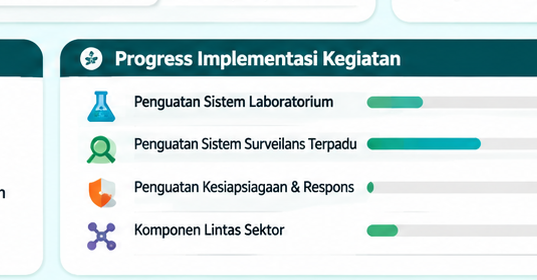 Progress Implementasi Kegiatan
Penguatan Sistem Laboratorium
Penguatan Sistem Surveilans Terpadu
Penguatan Kesiapsiagaan & Respons
Komponen Lintas Sektor